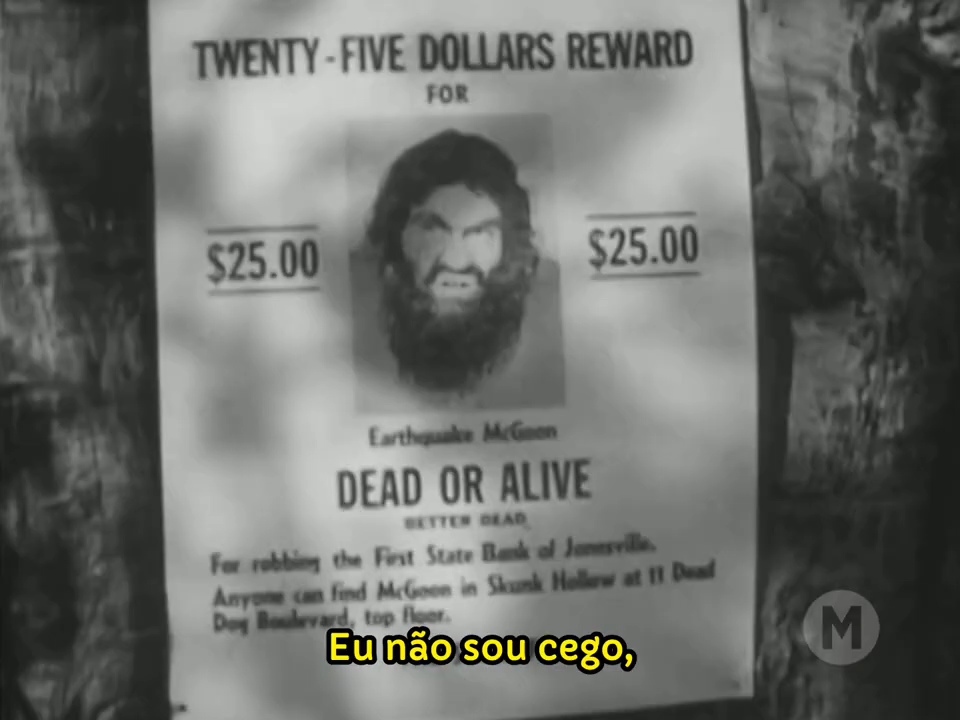 TWENTY-FIVE DOLLARS REWARD
FOR
$25.00
$25.00
Earthquake McGoon
DEAD OR ALIVE
BETTER DEAD
For robbing the First State Bank of Jonesville.
Anyone can find McGoon in Skunk Hollow at 11 Dead
Dog Boulevard, top floor.
Eu não sou cego,
M